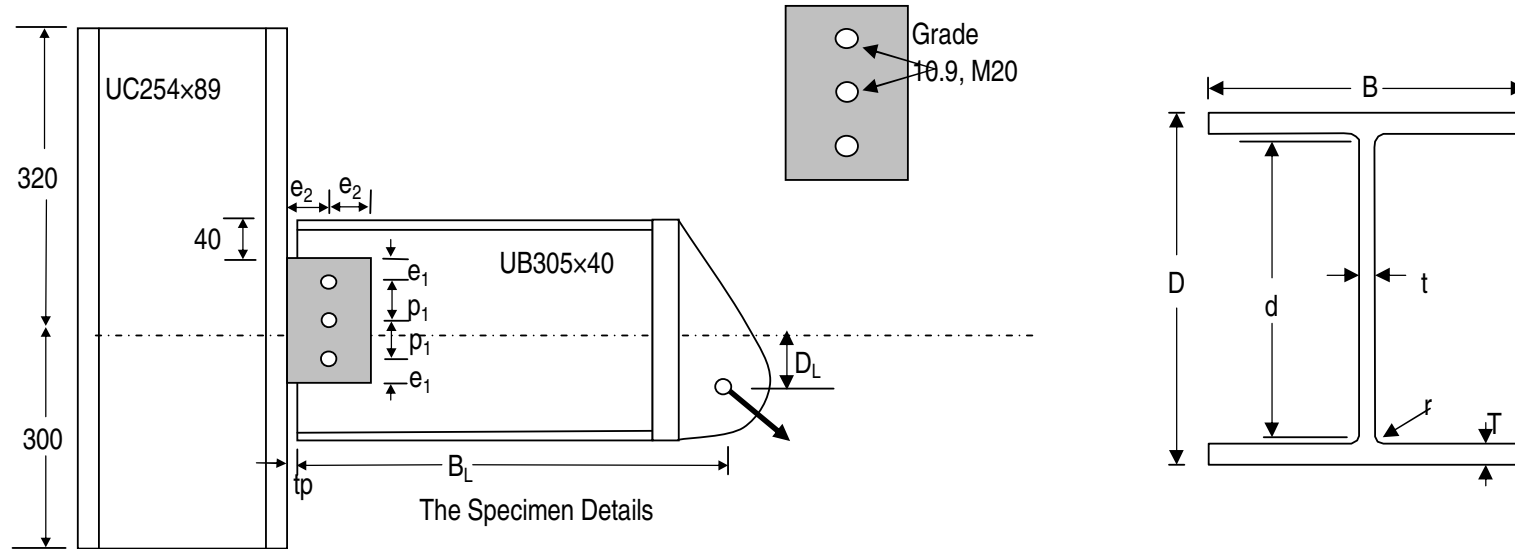 Grade
10.9, M20
UC254×89
B
320
e2 e2
40
UB305×40
e1
p1
p1
e1
DL
D
d
t
r
T
300
BL
tp
The Specimen Details